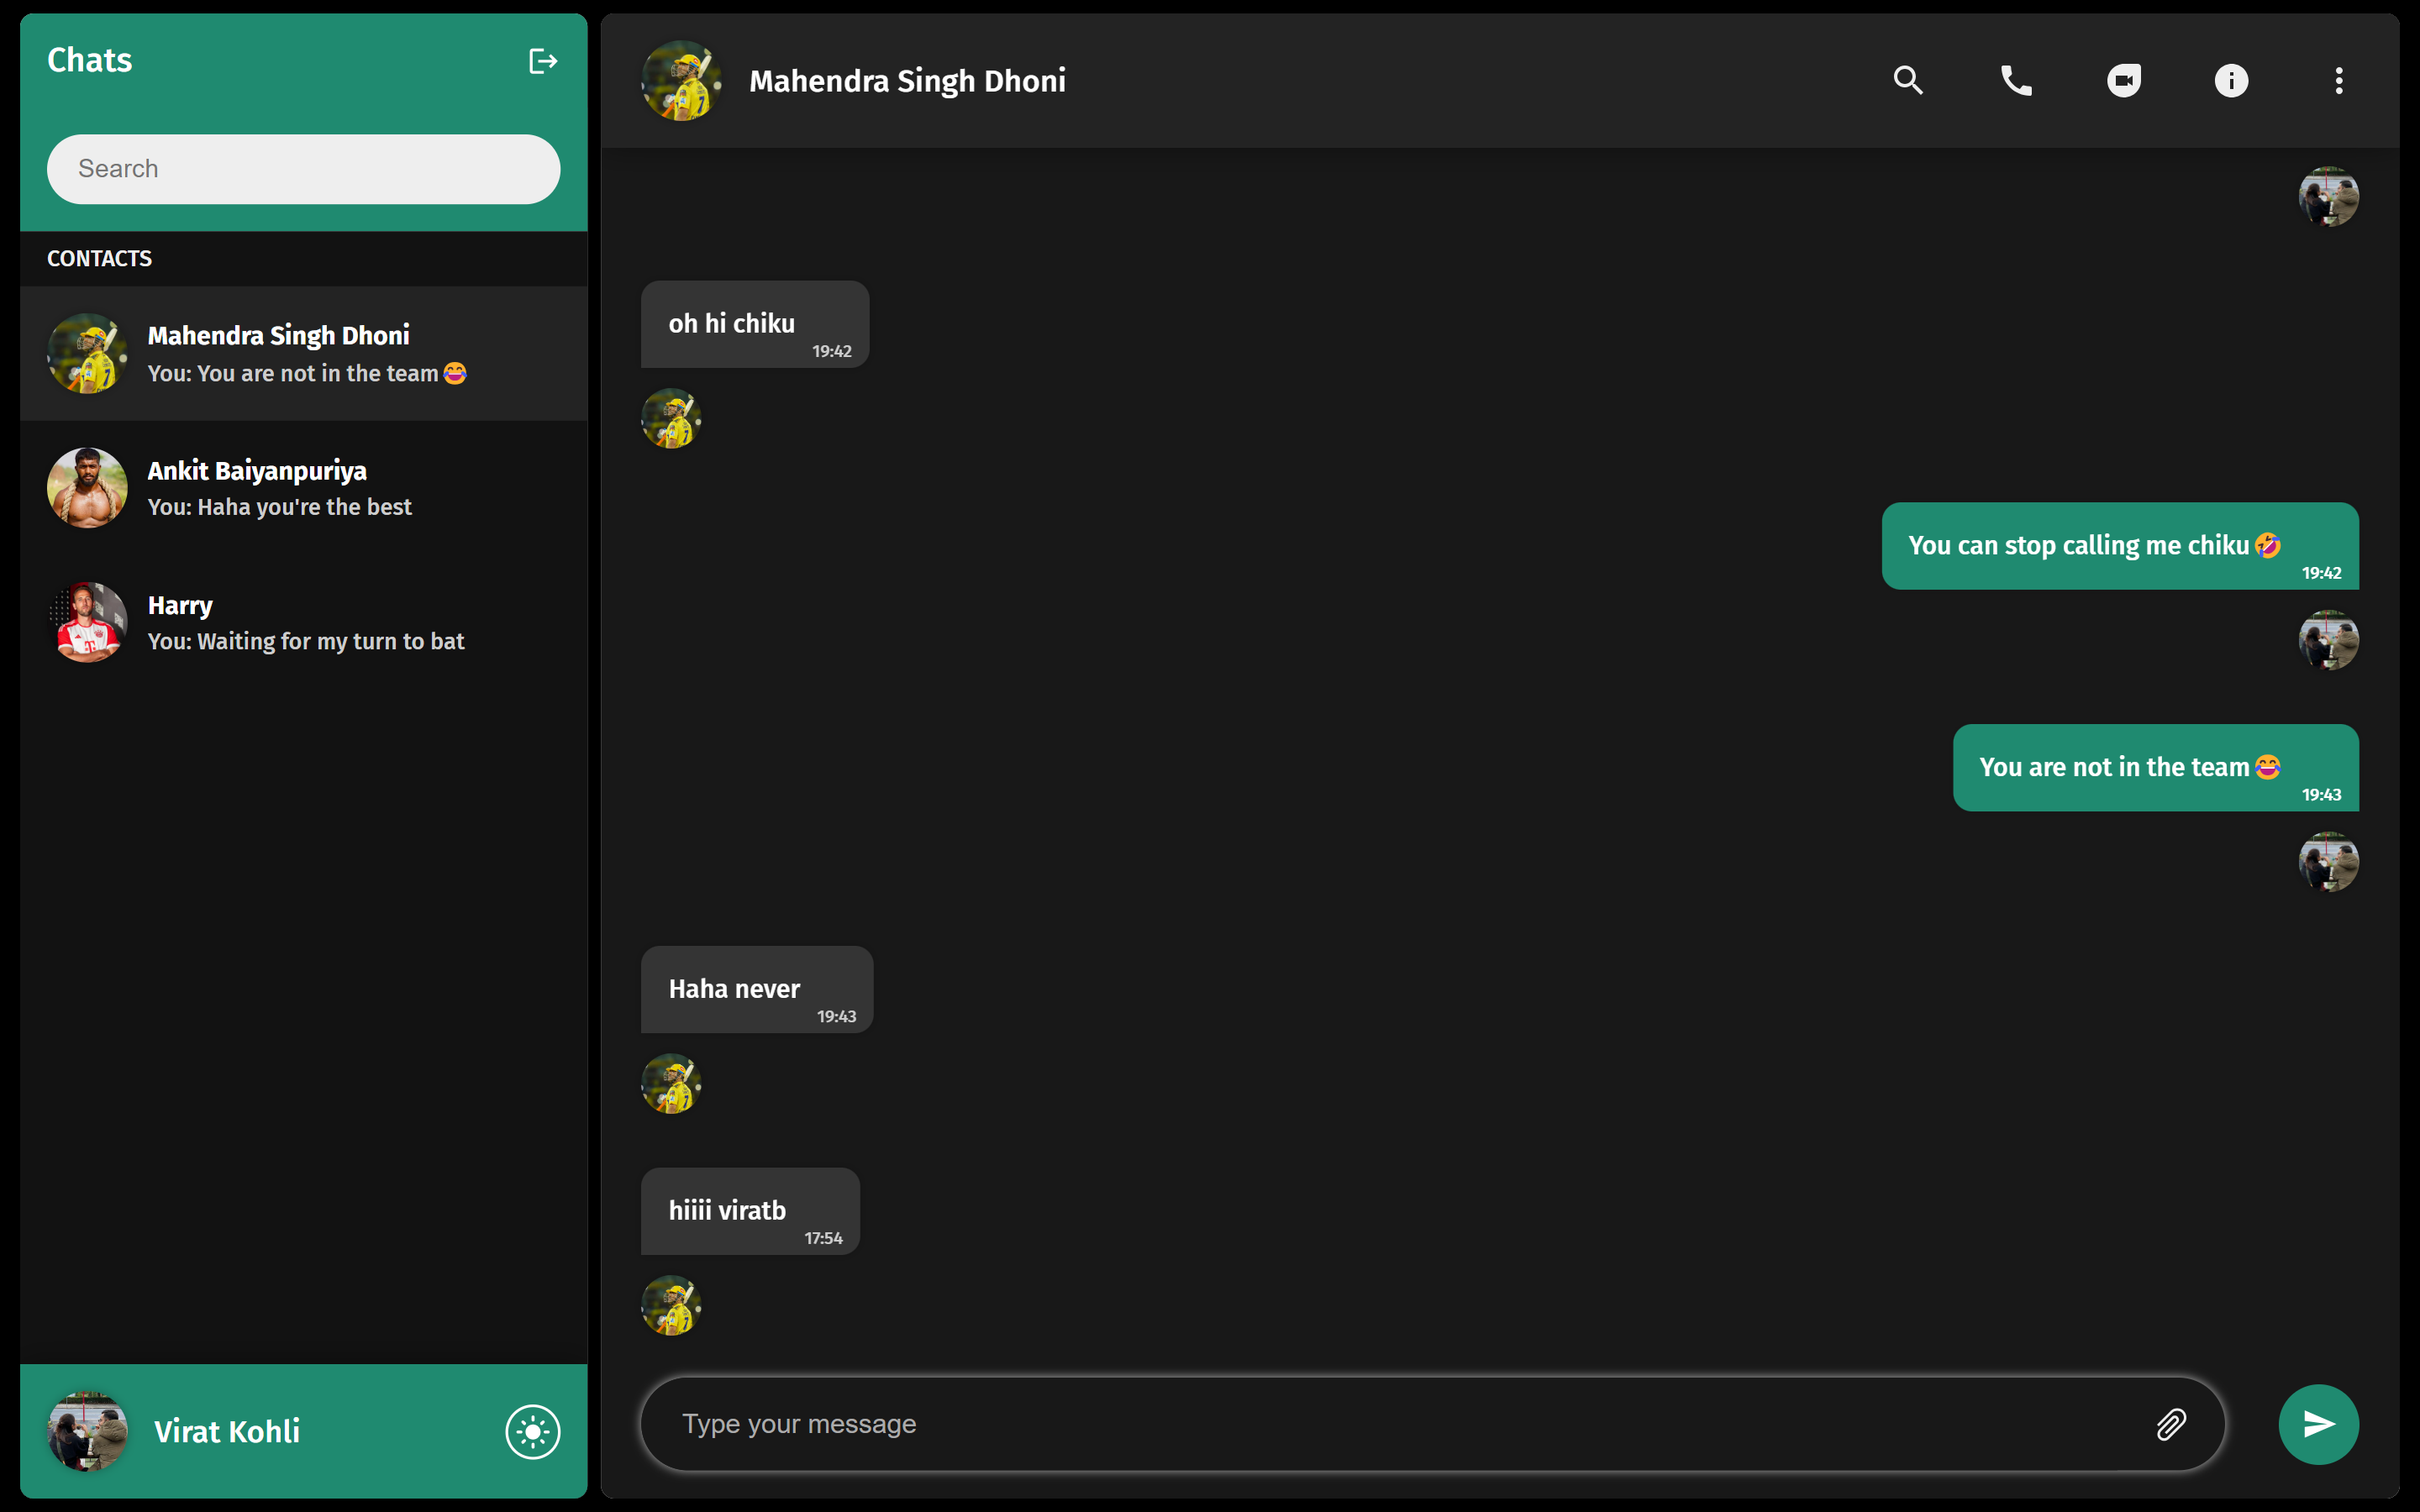 Chats
Search
CONTACTS
Mahendra Singh Dhoni
You: You are not in the team😂
Ankit Baiyanpuriya
You: Haha you're the best
Harry
You: Waiting for my turn to bat
Virat Kohli
Mahendra Singh Dhoni
oh hi chiku
19:42
You can stop calling me chiku🤣
19:42
You are not in the team😂
19:43
Haha never
19:43
hiiii viratb
17:54
Type your message